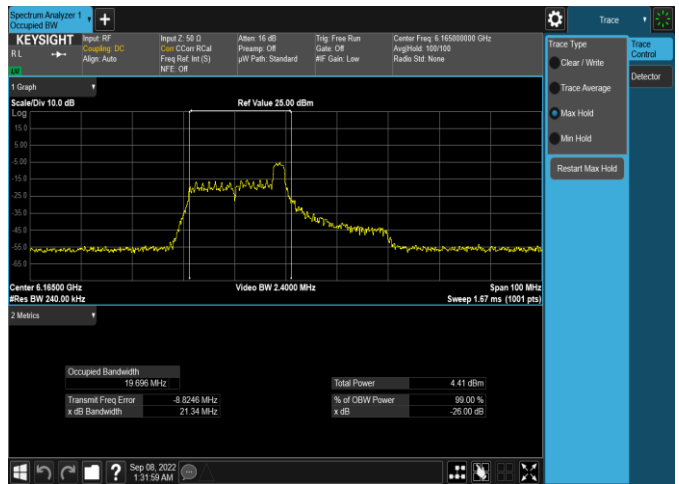 Spectrum Analyzer 1
Occupied BW
Trace
KEYSIGHT
RL
Input: RF
Coupling: DC
Align: Auto
Input Z: 50 Ω
Corr CCorr RCal
Freq Ref: Int (S)
NFE: Off
Atten: 16 dB
Preamp: Off
µW Path: Standard
Trig: Free Run
Gate: Off
#IF Gain: Low
Center Freq: 6.165000000 GHz
Avg|Hold: 100/100
Radio Std: None
Trace Type
Clear / Write
Trace Average
Max Hold
Min Hold
Restart Max Hold
Trace Control
Detector
1 Graph
Scale/Div 10.0 dB
Ref Value 25.00 dBm
Log
15.0
5.00
-5.00
-15.0
-25.0
-35.0
-45.0
-55.0
-65.0
Center 6.16500 GHz
Video BW 2.4000 MHz
Span 100 MHz
#Res BW 240.00 kHz
Sweep 1.67 ms (1001 pts)
2 Metrics
Occupied Bandwidth
19.696 MHz
Total Power 4.41 dBm
Transmit Freq Error -8.8246 MHz
% of OBW Power 99.00 %
x dB Bandwidth 21.34 MHz
x dB -26.00 dB
Sep 08, 2022
1:31:59 AM